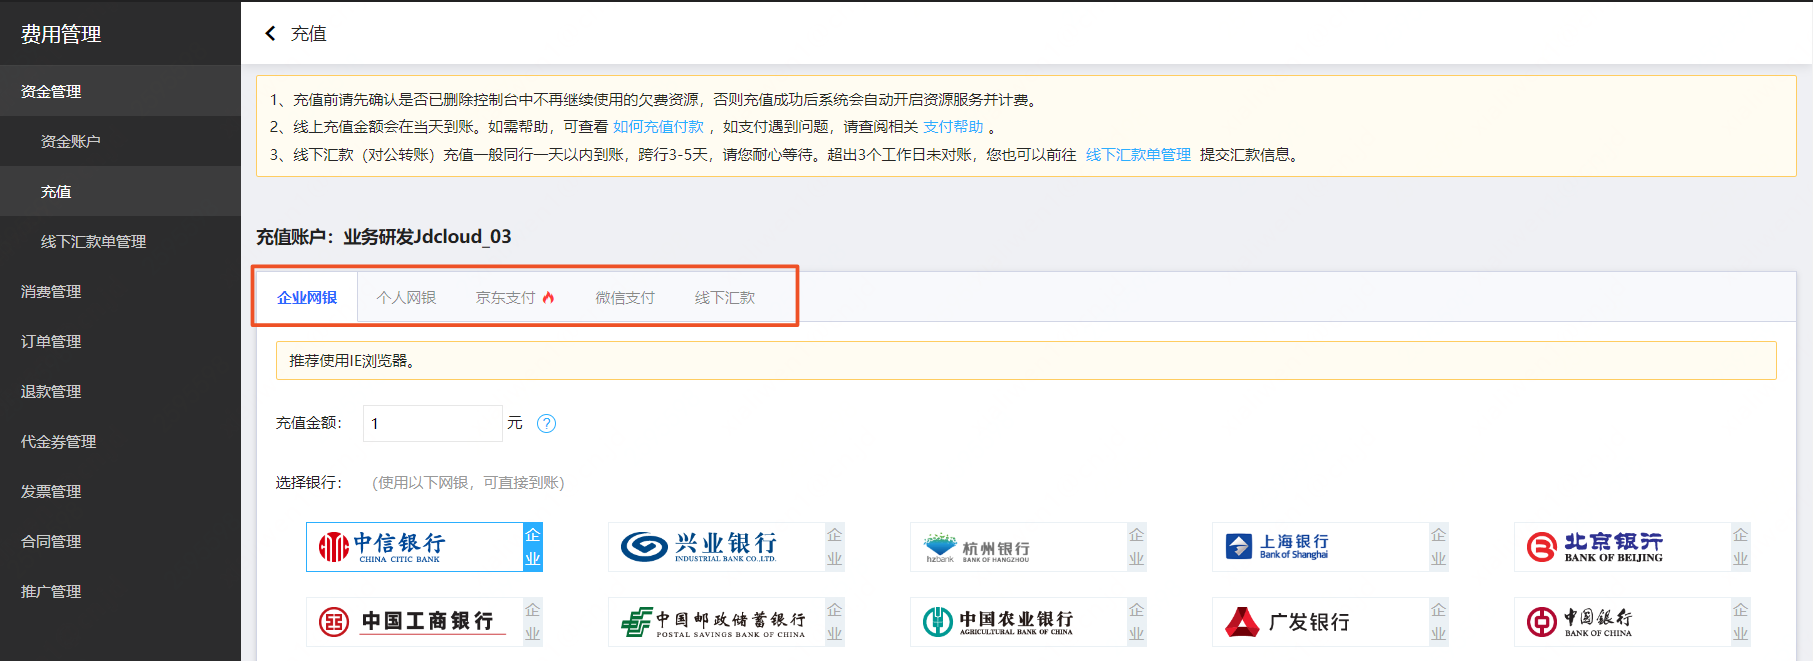 费用管理
资金管理
资金账户
充值
线下汇款单管理
消费管理
订单管理
退款管理
代金券管理
发票管理
合同管理
推广管理
充值
1、充值前请先确认是否已删除控制台中不再继续使用的欠费资源，否则充值成功后系统会自动开启资源服务并计费。
2、线上充值金额会在当天到账。如需帮助，可查看 如何充值付款 ，如支付遇到问题，请查阅相关 支付帮助 。
3、线下汇款（对公转账）充值一般同行一天以内到账，跨行3-5天，请您耐心等待。超出3个工作日未对账，您也可以前往 线下汇款单管理 提交汇款信息。
充值账户：业务研发Jdcloud_03
企业网银 个人网银 京东支付 微信支付 线下汇款
推荐使用IE浏览器。
充值金额： 1 元 ?
选择银行： （使用以下网银，可直接到账）
中信银行 CHINA CITIC BANK 企业
兴业银行 INDUSTRIAL BANK CO.,LTD. 企业
杭州银行 hzbank BANK OF HANGZHOU 企业
上海银行 Bank of Shanghai 企业
北京银行 BANK OF BEIJING 企业
中国工商银行 企业
中国邮政储蓄银行 POSTAL SAVINGS BANK OF CHINA 企业
中国农业银行 AGRICULTURAL BANK OF CHINA 企业
广发银行 企业
中国银行 BANK OF CHINA 企业